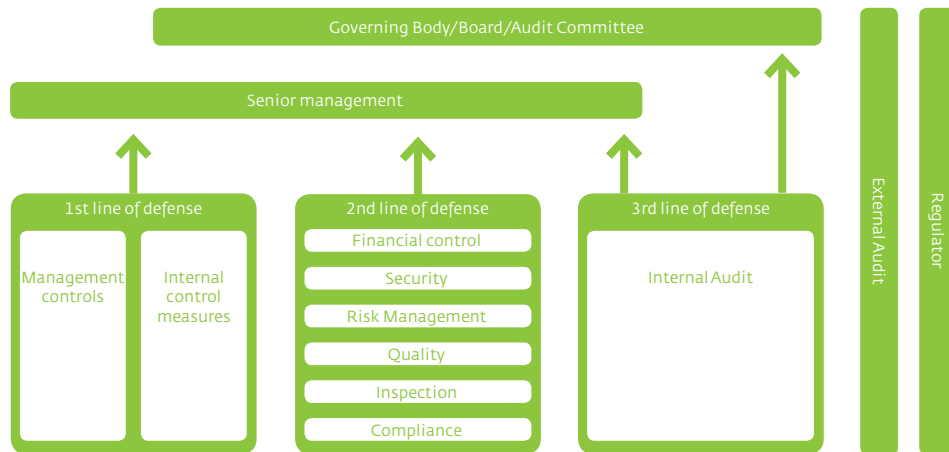 Governing Body/Board/Audit Committee
Senior management
1st line of defense
Management
controls
Internal
control
measures
2nd line of defense
Financial control
Security
Risk Management
Quality
Inspection
Compliance
3rd line of defense
Internal Audit
External Audit
Regulator